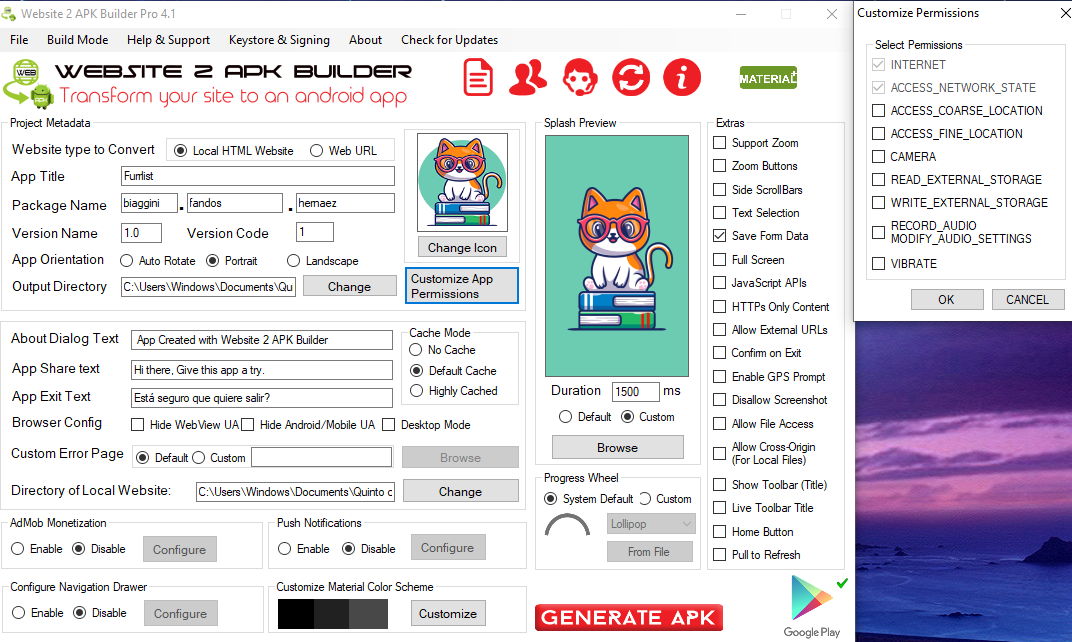 Website 2 APK Builder Pro 4.1
File Build Mode Help & Support Keystore & Signing About Check for Updates
WEB
WEBSITE 2 APK BUILDER
Transform your site to an android app
MATERIAL
Project Metadata
Website type to Convert Local HTML Website Web URL
App Title Furrlist
Package Name biaggini . fandos . hernaez
Version Name 1.0 Version Code 1
App Orientation Auto Rotate Portrait Landscape
Output Directory C:\Users\Windows\Documents\Qu Change
Change Icon
Customize App
Permissions
About Dialog Text App Created with Website 2 APK Builder
App Share text Hi there, Give this app a try.
App Exit Text Está seguro que quiere salir?
Browser Config Hide WebView UA Hide Android/Mobile UA Desktop Mode
Custom Error Page Default Custom Browse
Directory of Local Website: C:\Users\Windows\Documents\Quinto c Change
Cache Mode
No Cache
Default Cache
Highly Cached
AdMob Monetization
Enable Disable Configure
Push Notifications
Enable Disable Configure
Configure Navigation Drawer
Enable Disable Configure
Customize Material Color Scheme
Customize
Splash Preview
Duration 1500 ms
Default Custom
Browse
Progress Wheel
System Default Custom
Lollipop
From File
GENERATE APK
Extras
Support Zoom
Zoom Buttons
Side ScrollBars
Text Selection
Save Form Data
Full Screen
JavaScript APIs
HTTPs Only Content
Allow External URLs
Confirm on Exit
Enable GPS Prompt
Disallow Screenshot
Allow File Access
Allow Cross-Origin
(For Local Files)
Show Toolbar (Title)
Live Toolbar Title
Home Button
Pull to Refresh
Google Play
Customize Permissions
Select Permissions
INTERNET
ACCESS_NETWORK_STATE
ACCESS_COARSE_LOCATION
ACCESS_FINE_LOCATION
CAMERA
READ_EXTERNAL_STORAGE
WRITE_EXTERNAL_STORAGE
RECORD_AUDIO
MODIFY_AUDIO_SETTINGS
VIBRATE
OK CANCEL